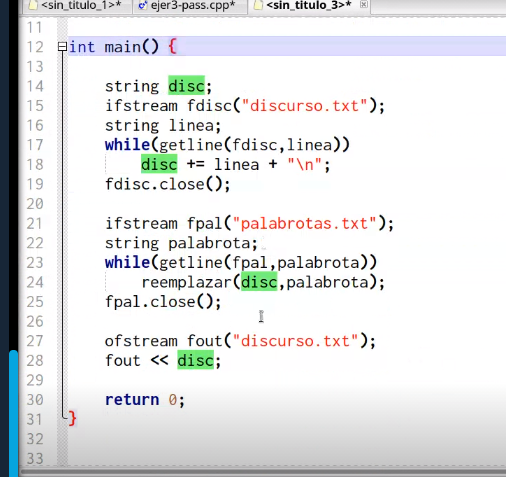 <sin_titulo_1>* ejer3-pass.cpp* <sin_titulo_3>*
11
12 int main() {
13
14 string disc;
15 ifstream fdisc("discurso.txt");
16 string linea;
17 while(getline(fdisc,linea))
18 disc += linea + "\n";
19 fdisc.close();
20
21 ifstream fpal("palabrotas.txt");
22 string palabrota;
23 while(getline(fpal,palabrota))
24 reemplazar(disc,palabrota);
25 fpal.close();
26
27 ofstream fout("discurso.txt");
28 fout << disc;
29
30 return 0;
31 }
32
33